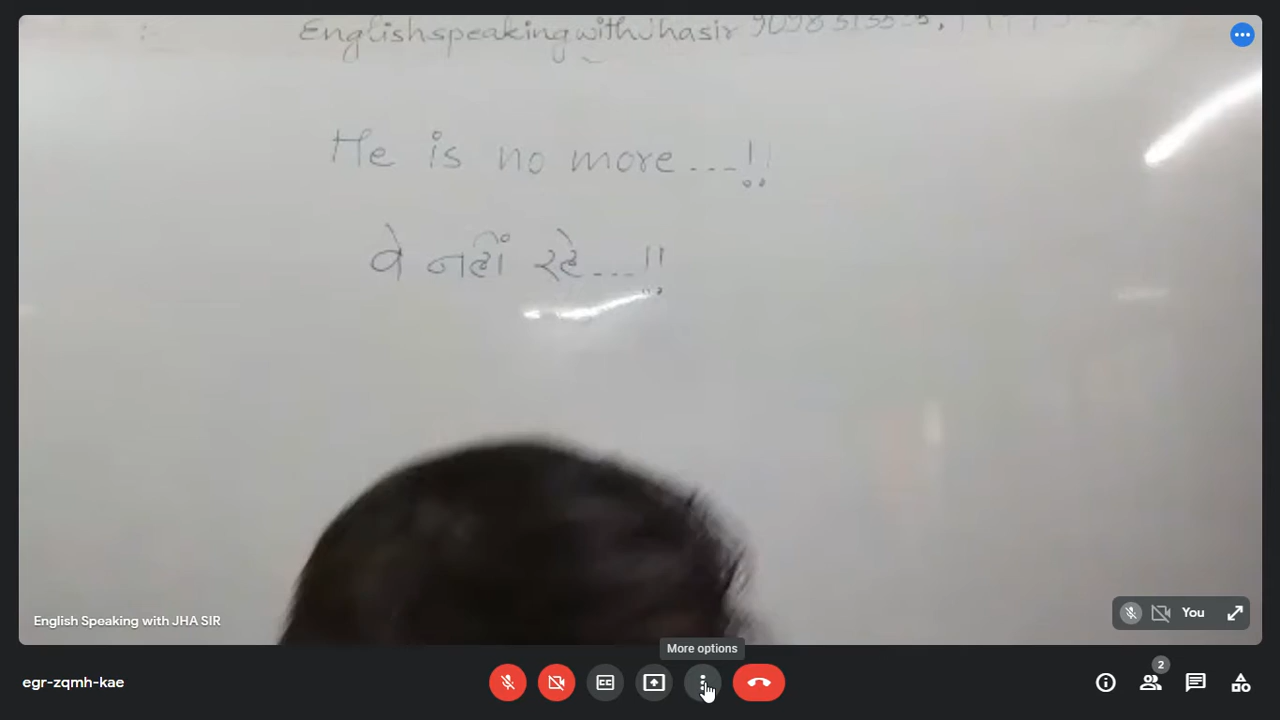 Englishspeakingwithjhasir
He is no more...!!
वे नहीं रहे...!!
English Speaking with JHA SIR
You
More options
egr-zqmh-kae
CC
2